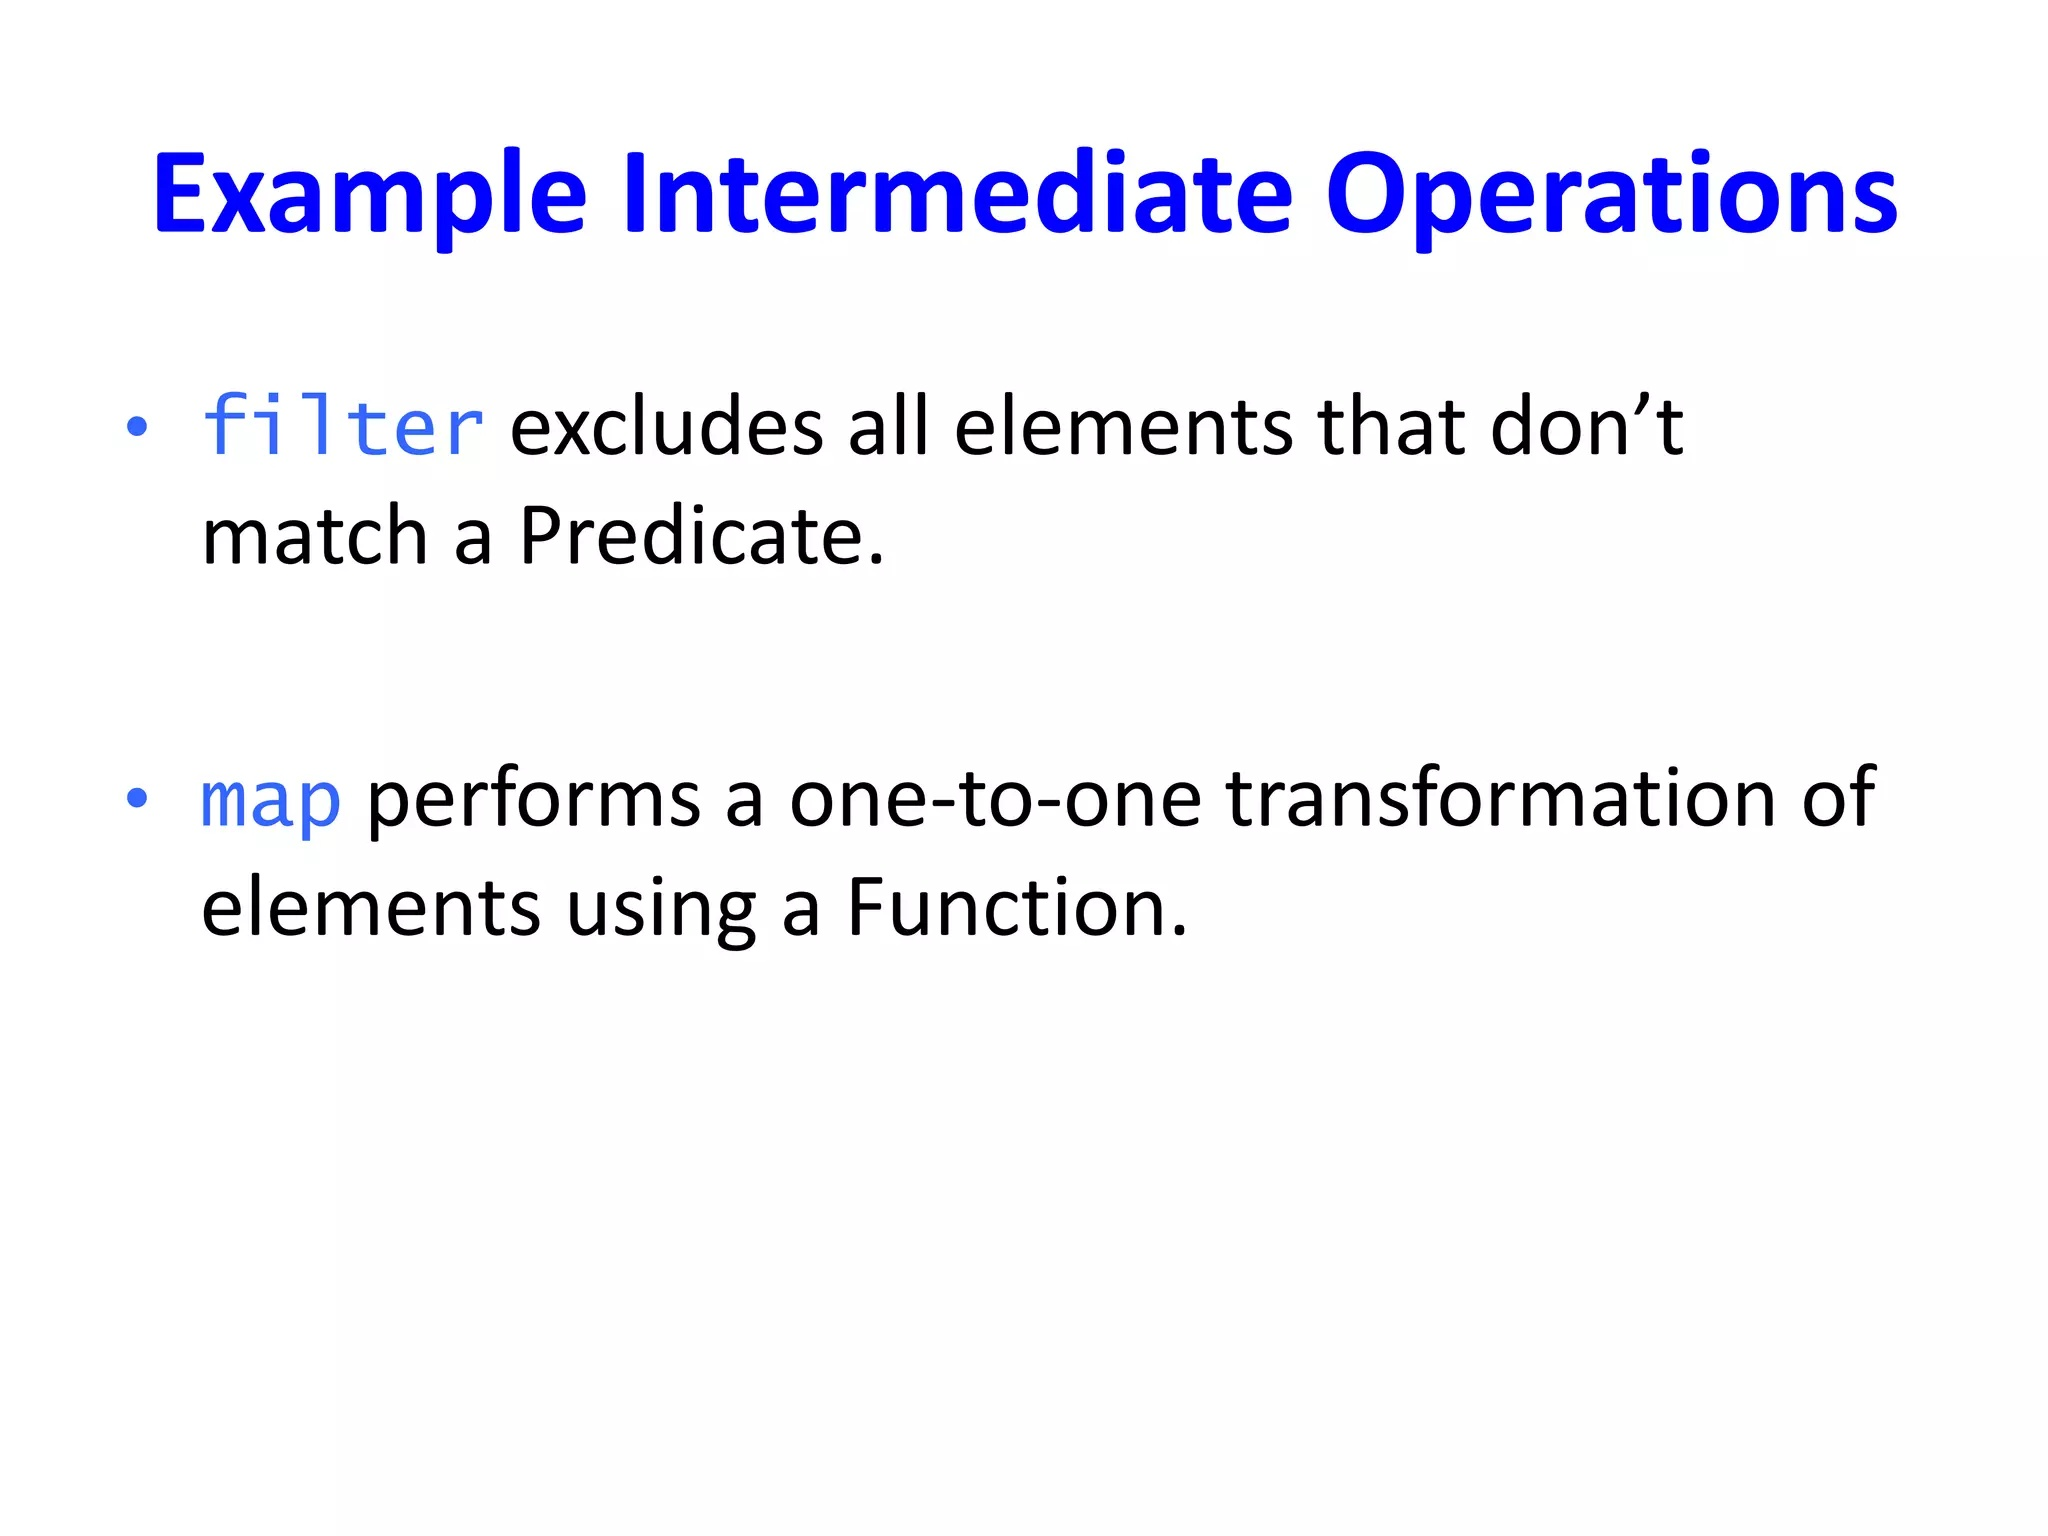 Example Intermediate Operations
• filter excludes all elements that don’t
match a Predicate.
• map performs a one-to-one transformation of
elements using a Function.